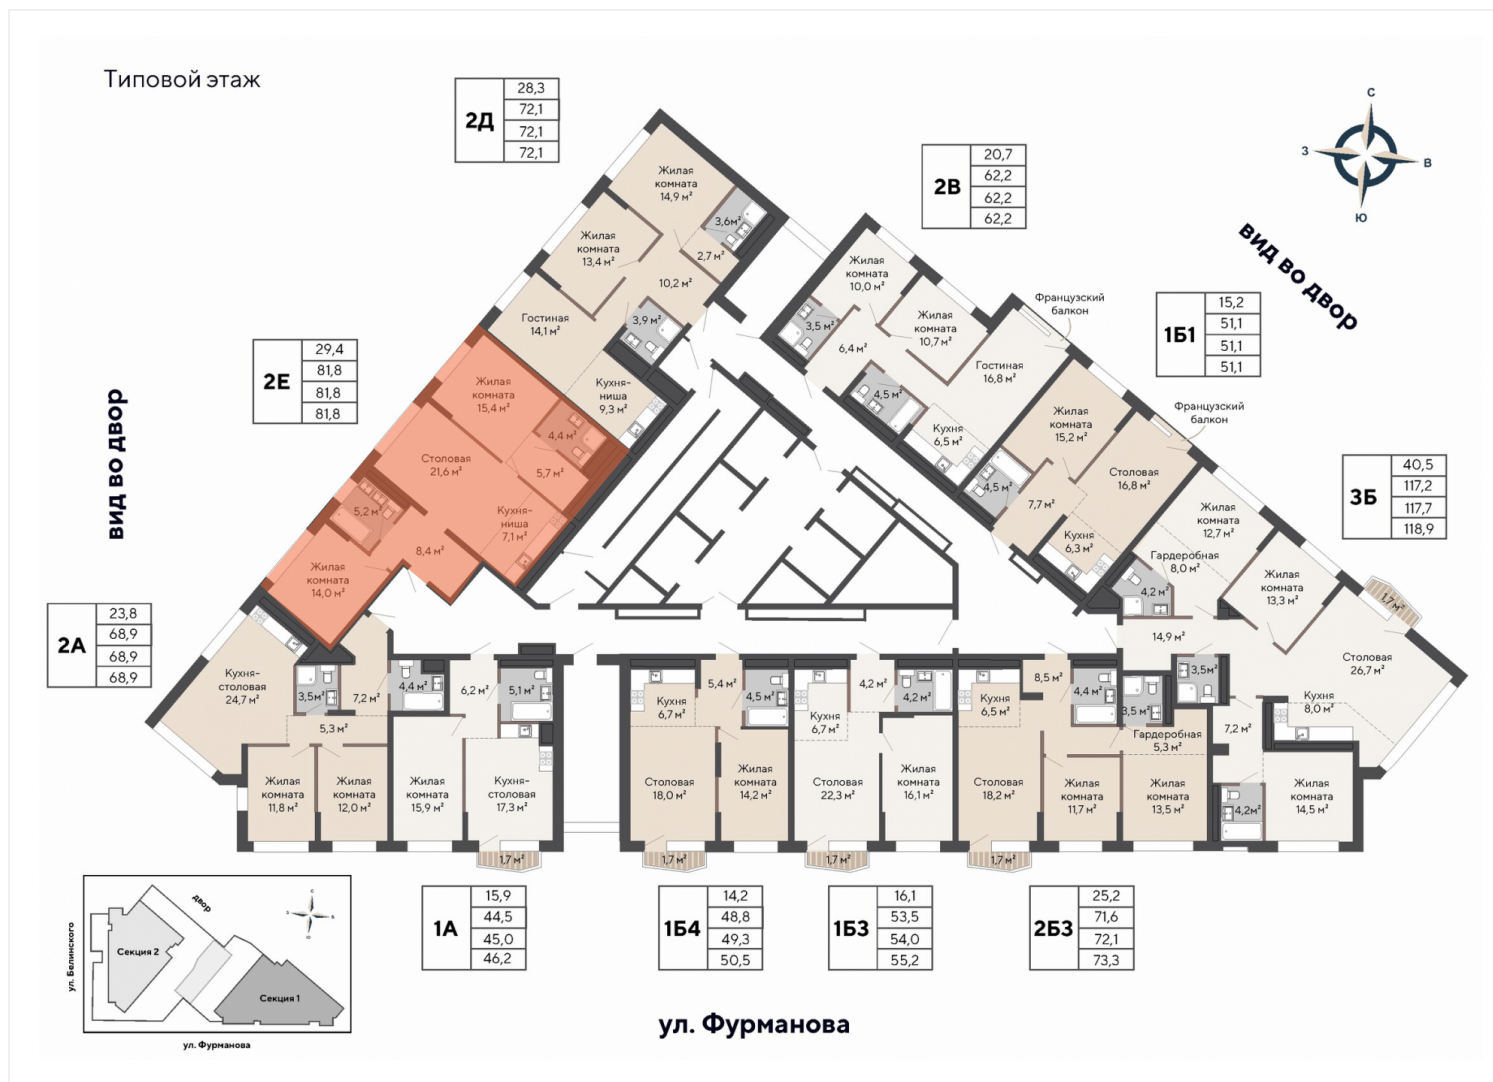 Типовой этаж
2Д
28,3
72,1
72,1
72,1
2В
20,7
62,2
62,2
62,2
С
З
В
Ю
вид во двор
1Б1
15,2
51,1
51,1
51,1
2Е
29,4
81,8
81,8
81,8
вид во двор
3Б
40,5
117,2
117,7
118,9
2А
23,8
68,9
68,9
68,9
Жилая
комната
14,9 м²
3,6м²
2,7 м²
Жилая
комната
13,4 м²
10,2 м²
Гостиная
14,1 м²
3,9 м²
Кухня-
ниша
9,3 м²
Жилая
комната
15,4 м²
4,4 м²
5,7 м²
Столовая
21,6 м²
Кухня-
ниша
7,1 м²
5,2 м²
8,4 м²
Жилая
комната
14,0 м²
Жилая
комната
10,0 м²
3,5 м²
6,4 м²
Жилая
комната
10,7 м²
Французский
балкон
Гостиная
16,8 м²
4,5 м²
Кухня
6,5 м²
Жилая
комната
15,2 м²
Французский
балкон
Столовая
16,8 м²
4,5 м²
7,7 м²
Кухня
6,3 м²
Жилая
комната
12,7 м²
Гардеробная
8,0 м²
4,2 м²
Жилая
комната
13,3 м²
1,7 м²
14,9 м²
3,5м²
Столовая
26,7 м²
Кухня
8,0 м²
7,2 м²
4,2м²
Жилая
комната
14,5 м²
Кухня-
столовая
24,7 м²
3,5м²
7,2 м²
4,4 м²
5,3 м²
Жилая
комната
11,8 м²
Жилая
комната
12,0 м²
6,2 м²
5,1 м²
Жилая
комната
15,9 м²
Кухня-
столовая
17,3 м²
1,7 м²
5,4 м²
4,5 м²
Кухня
6,7 м²
Столовая
18,0 м²
Жилая
комната
14,2 м²
1,7 м²
4,2 м²
4,2 м²
Кухня
6,7 м²
Столовая
22,3 м²
Жилая
комната
16,1 м²
1,7 м²
8,5 м²
4,4 м²
3,5м²
Кухня
6,5 м²
Гардеробная
5,3 м²
Столовая
18,2 м²
Жилая
комната
11,7 м²
Жилая
комната
13,5 м²
1,7 м²
1А
15,9
44,5
45,0
46,2
1Б4
14,2
48,8
49,3
50,5
1Б3
16,1
53,5
54,0
55,2
2Б3
25,2
71,6
72,1
73,3
ул. Фурманова
ул. Белинского
двор
С
З
В
Ю
Секция 2
Секция 1
ул. Фурманова